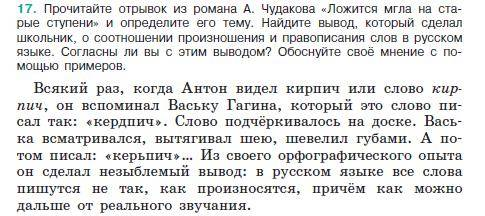 17. Прочитайте отрывок из романа А. Чудакова «Ложится мгла на ста-
рые ступени» и определите его тему. Найдите вывод, который сделал
школьник, о соотношении произношения и правописания слов в русском
языке. Согласны ли вы с этим выводом? Обоснуйте своё мнение с по-
мощью примеров.
Всякий раз, когда Антон видел кирпич или слово кир-
пич, он вспоминал Ваську Гагина, который это слово пи-
сал так: «кердпич». Слово подчёркивалось на доске. Вась-
ка всматривался, вытягивал шею, шевелил губами. А по-
том писал: «керьпич»... Из своего орфографического опыта
он сделал незыблемый вывод: в русском языке все слова
пишутся не так, как произносятся, причём как можно
дальше от реального звучания.